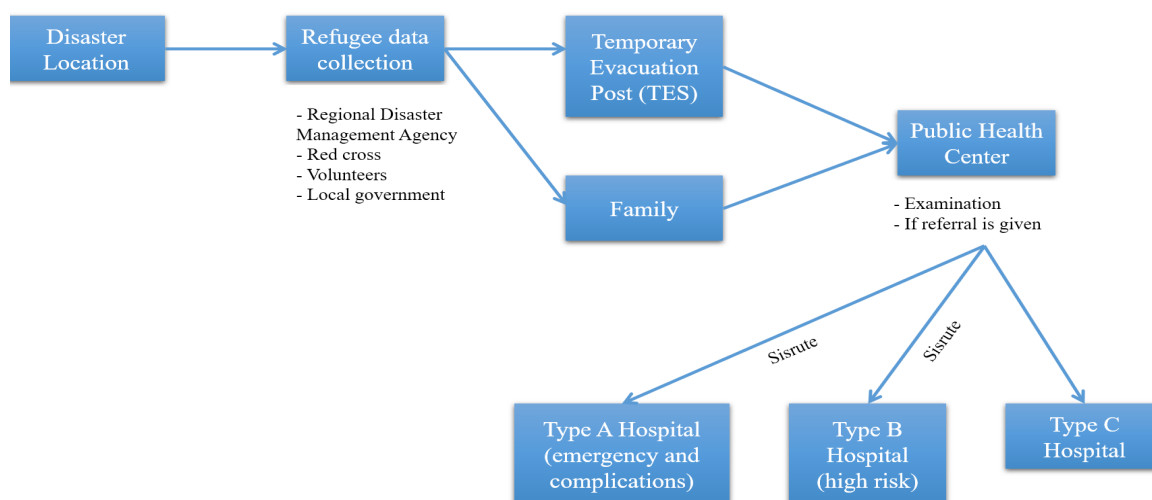 Disaster
Location
Refugee data
collection
- Regional Disaster
Management Agency
- Red cross
- Volunteers
- Local government
Temporary
Evacuation
Post (TES)
Family
Public Health
Center
- Examination
- If referral is given
Sisrute
Sisrute
Type A Hospital
(emergency and
complications)
Type B
Hospital
(high risk)
Type C
Hospital